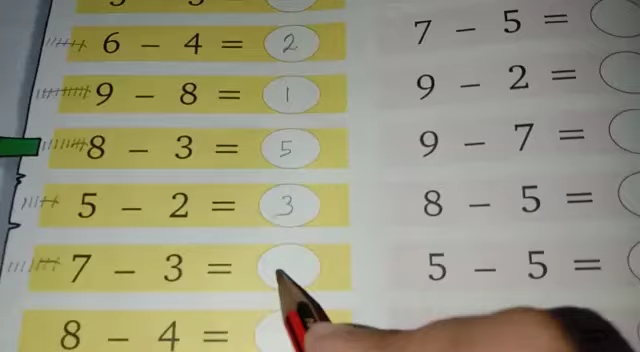 6 - 4 = 2
9 - 8 = 1
8 - 3 = 5
5 - 2 = 3
7 - 3 =
8 - 4 =
7 - 5 =
9 - 2 =
9 - 7 =
8 - 5 =
5 - 5 =